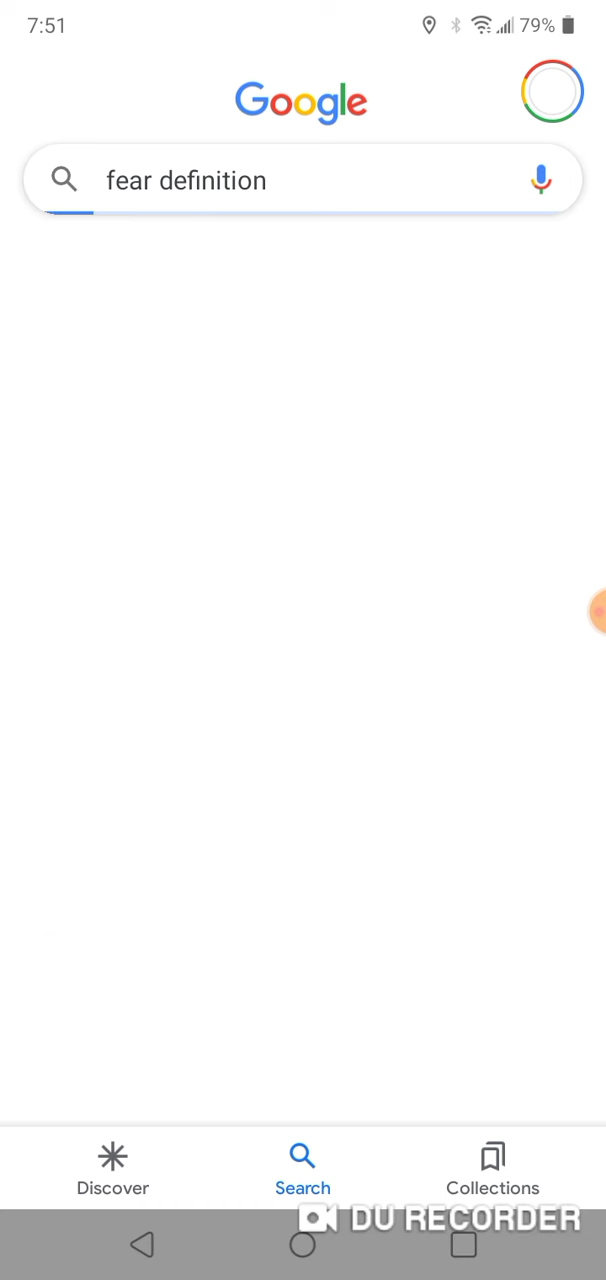 7:51
79%
Google
fear definition
Discover
Search
Collections
DU RECORDER